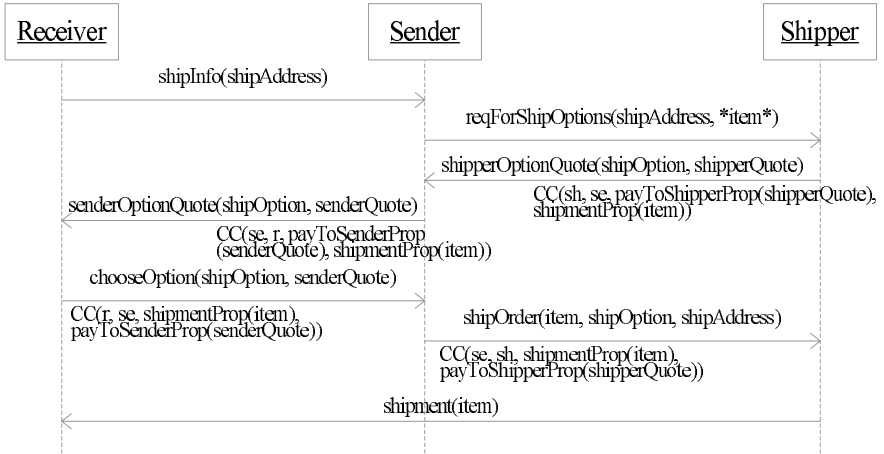 Receiver
Sender
Shipper
shipInfo(shipAddress)
reqForShipOptions(shipAddress, *item*)
shipperOptionQuote(shipOption, shipperQuote)
CC(sh, se, payToShipperProp(shipperQuote),
shipmentProp(item))
senderOptionQuote(shipOption, senderQuote)
CC(se, r, payToSenderProp
(senderQuote), shipmentProp(item))
chooseOption(shipOption, senderQuote)
CC(r, se, shipmentProp(item),
payToSenderProp(senderQuote))
shipOrder(item, shipOption, shipAddress)
CC(se, sh, shipmentProp(item),
payToShipperProp(shipperQuote))
shipment(item)